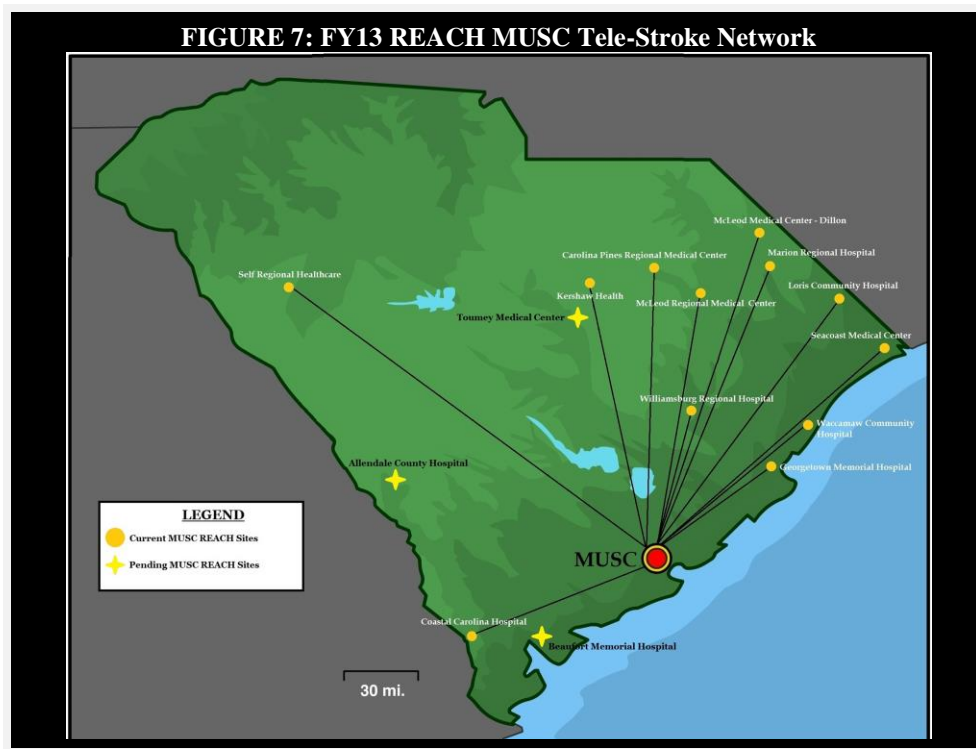 FIGURE 7: FY13 REACH MUSC Tele-Stroke Network
McLeod Medical Center - Dillon
Carolina Pines Regional Medical Center
Marion Regional Hospital
Self Regional Healthcare
Kershaw Health
McLeod Regional Medical Center
Loris Community Hospital
Toumey Medical Center
Seacoast Medical Center
Williamsburg Regional Hospital
Waccamaw Community
Hospital
Allendale County Hospital
Georgetown Memorial Hospital
LEGEND
Current MUSC REACH Sites
Pending MUSC REACH Sites
MUSC
Coastal Carolina Hospital
Beaufort Memorial Hospital
30 mi.